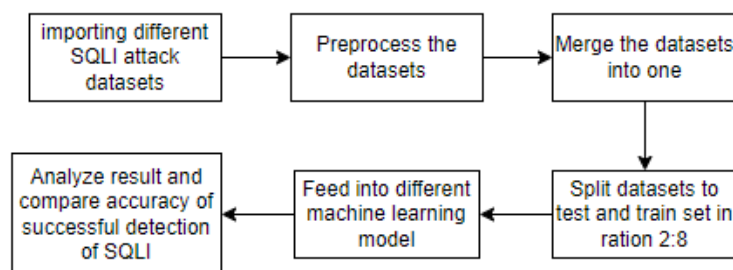 importing different
SQLI attack
datasets
Preprocess the
datasets
Merge the datasets
into one
Split datasets to
test and train set in
ration 2:8
Feed into different
machine learning
model
Analyze result and
compare accuracy of
successful detection
of SQLI